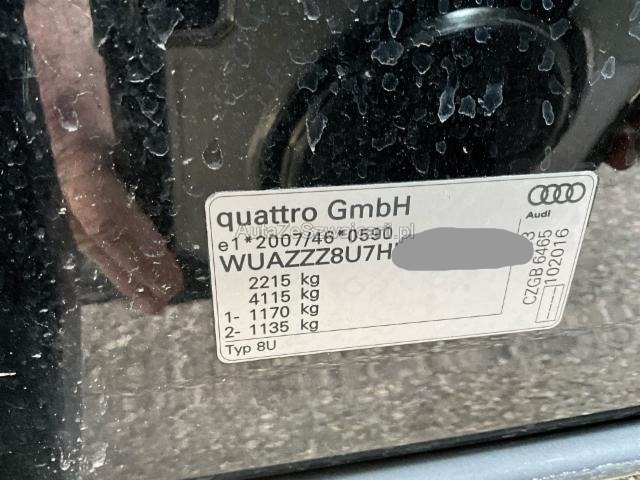 quattro GmbH
Audi
AutaZeSzwajcarii.pl
e1*2007/46*0590
WUAZZZ8U7H
2215 kg
4115 kg
1- 1170 kg
2- 1135 kg
Typ 8U
3
CZGB 6465
102016